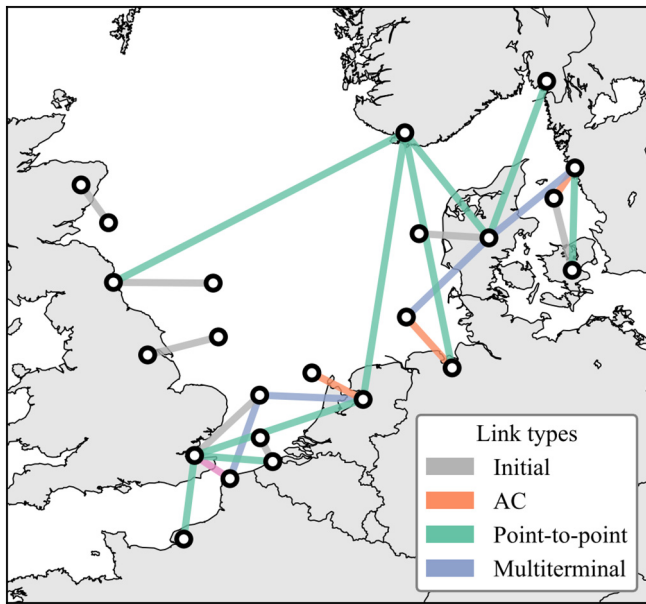 Link types
Initial
AC
Point-to-point
Multiterminal